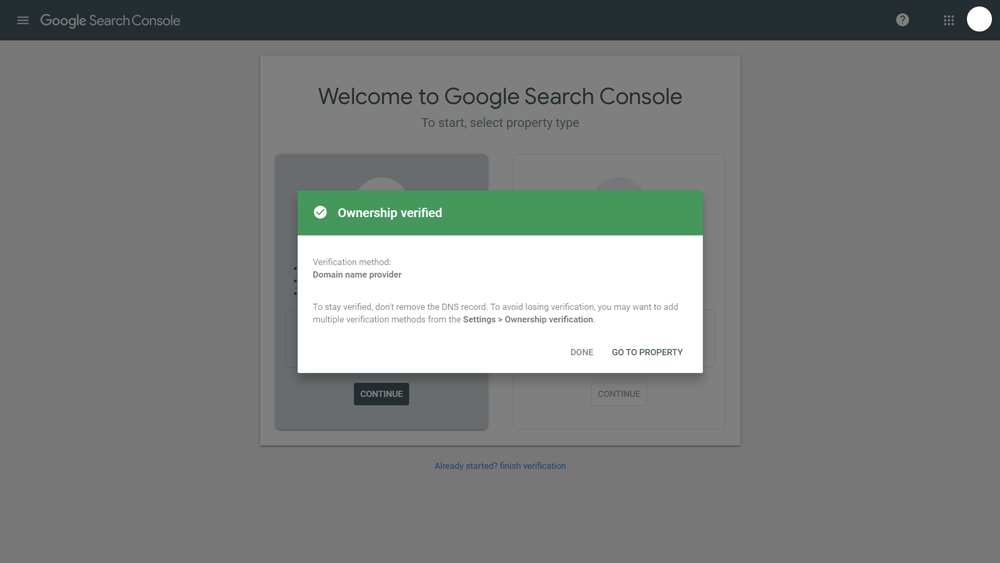 Google Search Console
Welcome to Google Search Console
To start, select property type
Ownership verified
Verification method:
Domain name provider
To stay verified, don't remove the DNS record. To avoid losing verification, you may want to add
multiple verification methods from the Settings > Ownership verification.
DONE GO TO PROPERTY
CONTINUE CONTINUE
Already started? finish verification